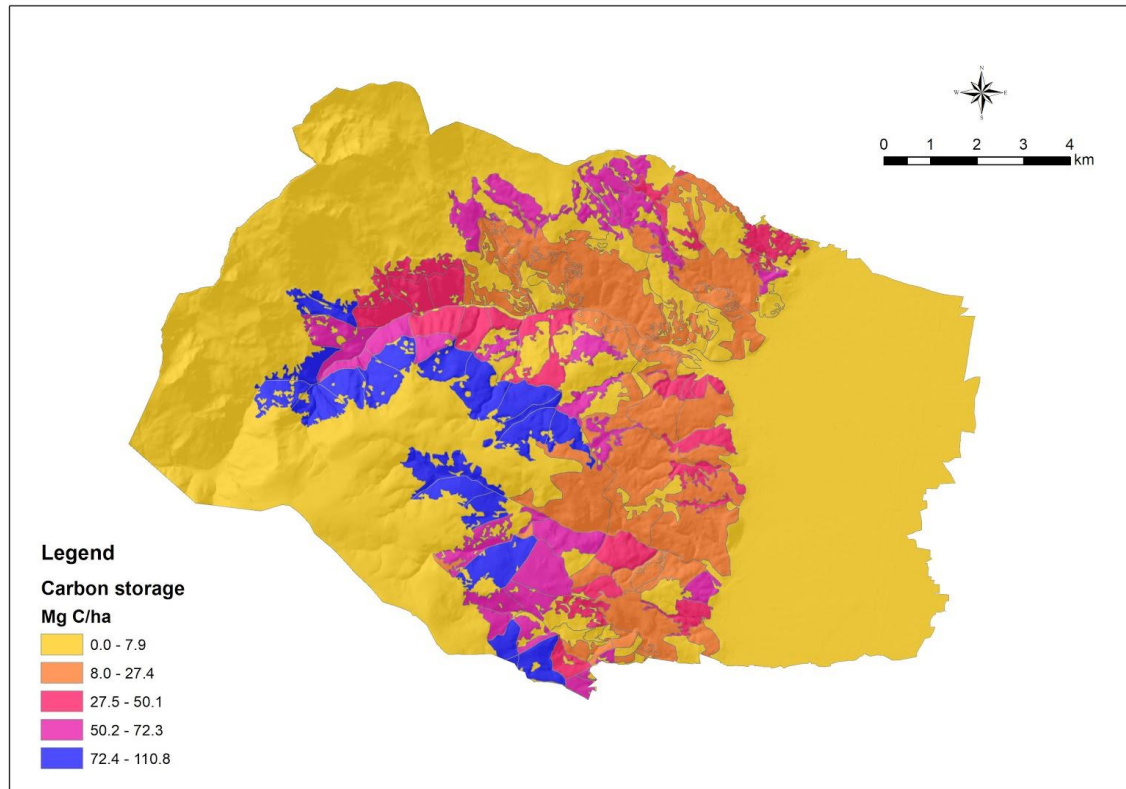 N
W E
S
0 1 2 3 4
km
Legend
Carbon storage
Mg C/ha
0.0 - 7.9
8.0 - 27.4
27.5 - 50.1
50.2 - 72.3
72.4 - 110.8